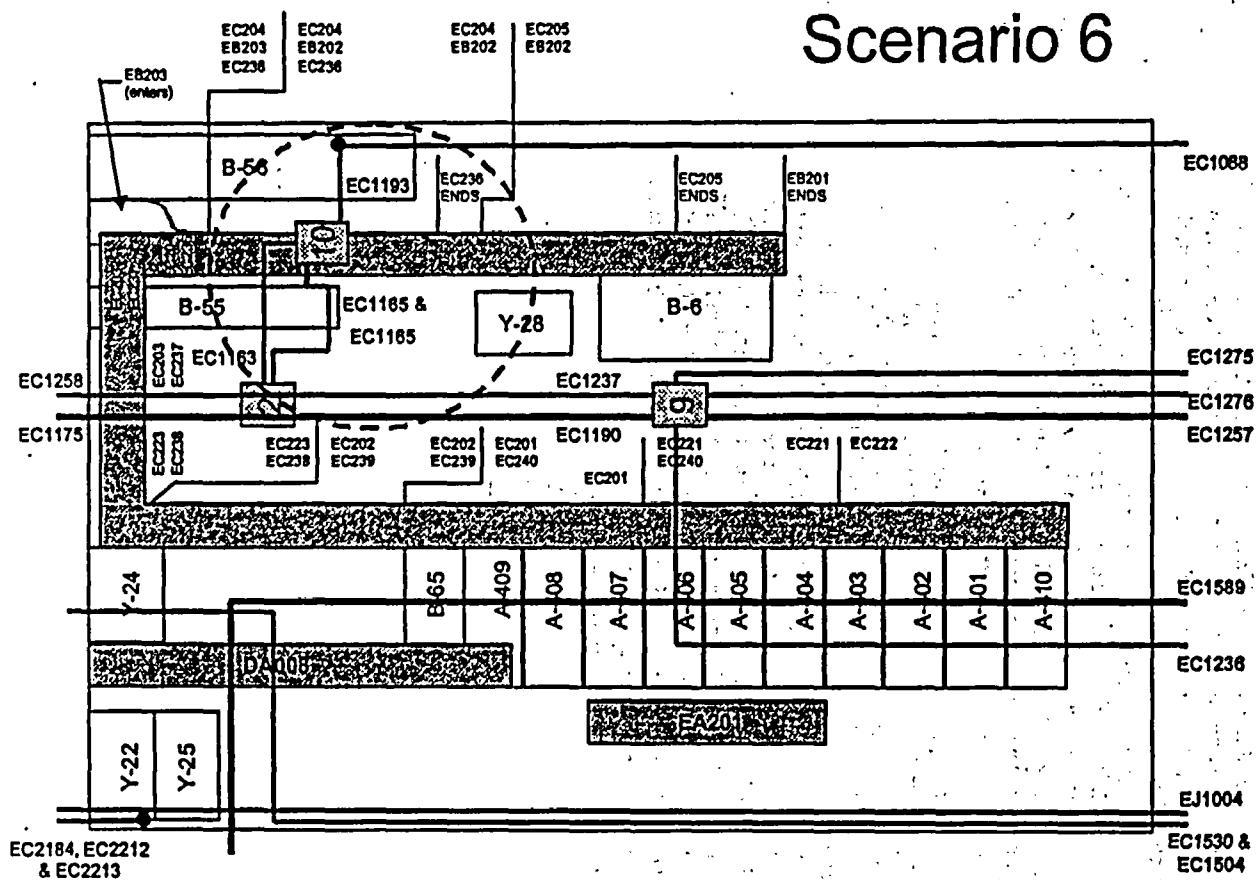 Scenario 6
EC204
EB203
EC236
EC204
EB202
EC236
EC204
EB202
EC205
EB202
EB203
(enters)
B-56
EC1193
EC236
ENDS
EC205
ENDS
EB201
ENDS
EC1088
10
B-55
EC1165 &
EC1165
Y-28
B-6
EC1163
EC203
EC237
EC1258
EC1237
EC1275
EC1276
9
EC1175
EC1190
EC1257
EC223
EC238
EC223
EC238
EC202
EC239
EC202
EC239
EC201
EC240
EC221
EC240
EC201
EC221
EC222
Y-24
B-65
A-409
A--08
A--07
A--06
A--05
A--04
A--03
A--02
A--01
A--10
EC1589
DA008
EC1236
Y-22
Y-25
EA201
EJ1004
EC2184, EC2212
& EC2213
EC1530 &
EC1504